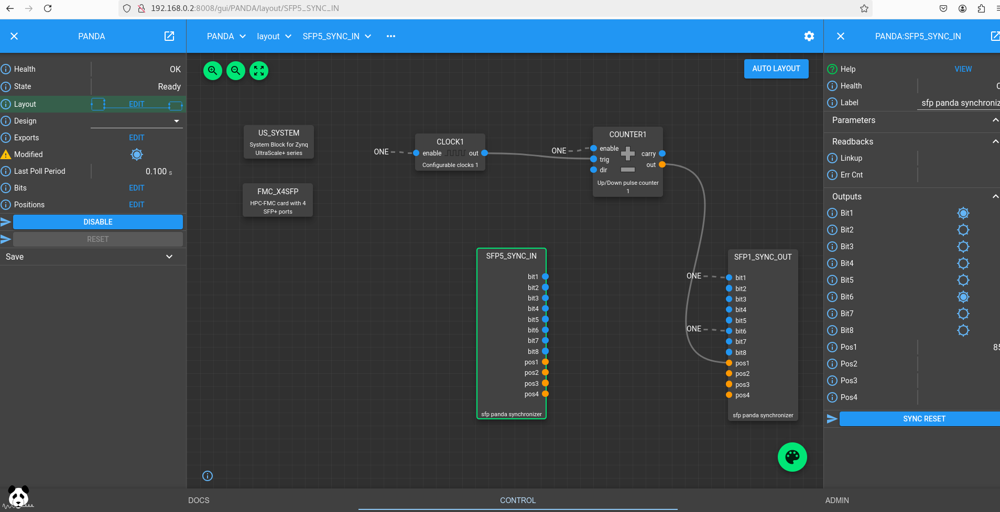 192.168.0.2:8008/gui/PANDA/layout/SFP5_SYNC_IN
PANDA
PANDA layout SFP5_SYNC_IN
PANDA:SFP5_SYNC_IN
Health OK
State Ready
Layout EDIT
Design
Exports EDIT
Modified
Last Poll Period 0.100 s
Bits EDIT
Positions EDIT
DISABLE
RESET
Save
AUTO LAYOUT
US_SYSTEM
System Block for Zynq
UltraScale+ series
FMC_X4SFP
HPC-FMC card with 4
SFP+ ports
ONE
CLOCK1
enable out
Configurable clocks 1
ONE
COUNTER1
enable
trig
dir
carry
out
Up/Down pulse counter
1
SFP5_SYNC_IN
bit1
bit2
bit3
bit4
bit5
bit6
bit7
bit8
pos1
pos2
pos3
pos4
sfp panda synchronizer
SFP1_SYNC_OUT
ONE bit1
bit2
bit3
bit4
bit5
ONE bit6
bit7
bit8
pos1
pos2
pos3
pos4
sfp panda synchronizer
Help VIEW
Health
Label sfp panda synchroniz
Parameters
Readbacks
Linkup
Err Cnt
Outputs
Bit1
Bit2
Bit3
Bit4
Bit5
Bit6
Bit7
Bit8
Pos1 85
Pos2
Pos3
Pos4
SYNC RESET
DOCS
CONTROL
ADMIN